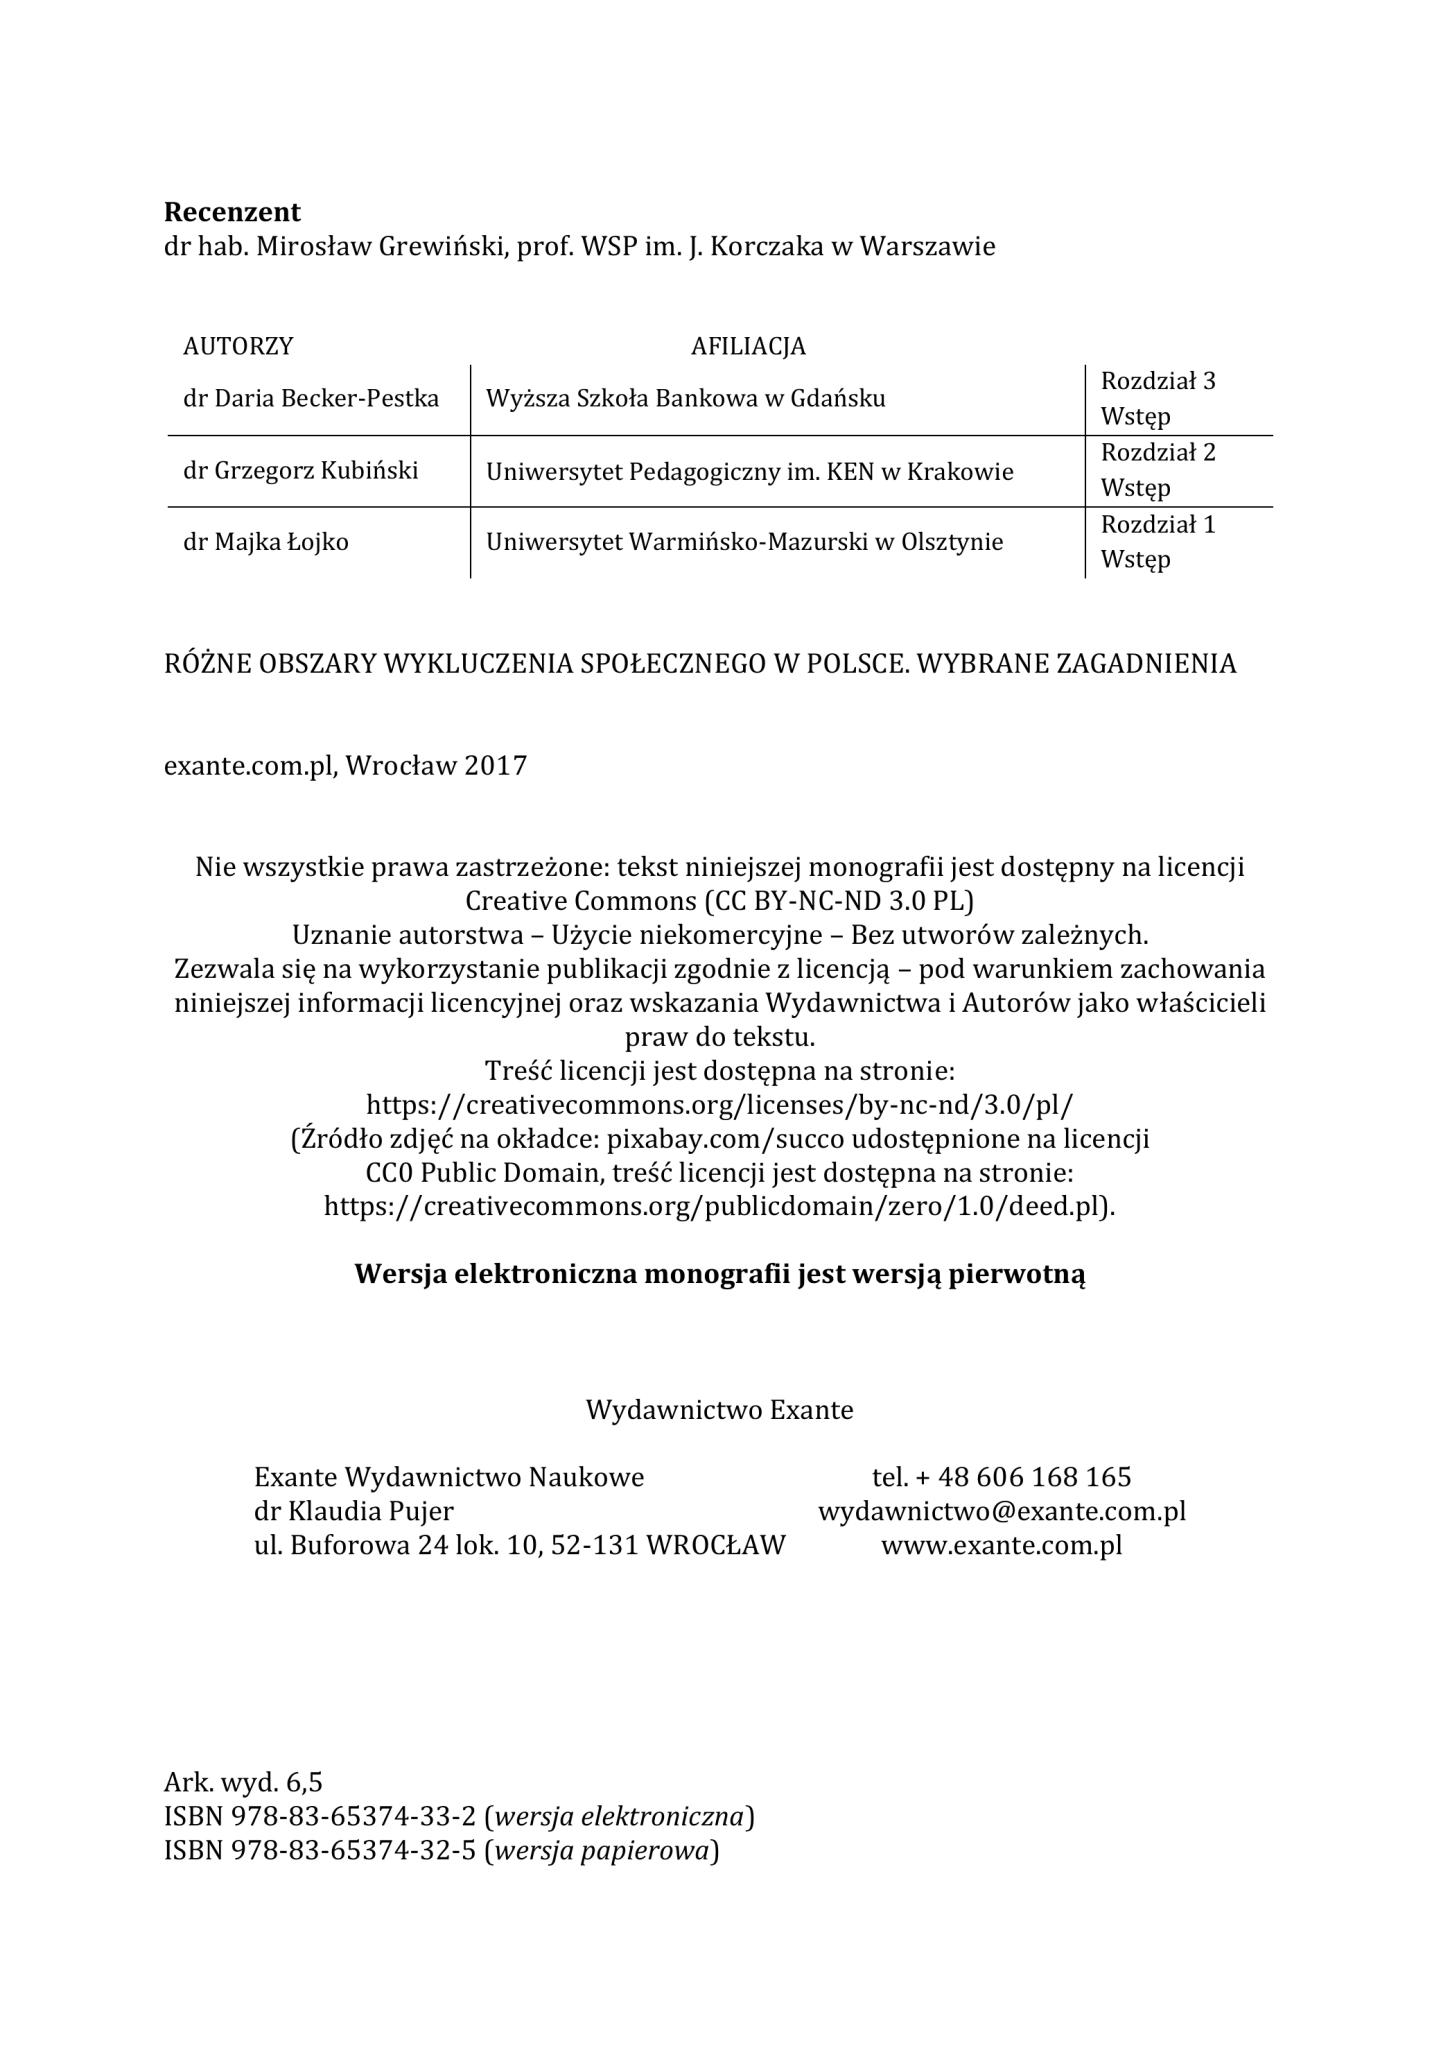 Recenzent
dr hab. Mirosław Grewiński, prof. WSP im. J. Korczaka w Warszawie
AUTORZY AFILIACJA
dr Daria Becker-Pestka Wyższa Szkoła Bankowa w Gdańsku Rozdział 3
Wstęp
dr Grzegorz Kubiński Uniwersytet Pedagogiczny im. KEN w Krakowie Rozdział 2
Wstęp
dr Majka Łojko Uniwersytet Warmińsko-Mazurski w Olsztynie Rozdział 1
Wstęp
RÓŻNE OBSZARY WYKLUCZENIA SPOŁECZNEGO W POLSCE. WYBRANE ZAGADNIENIA
exante.com.pl, Wrocław 2017
Nie wszystkie prawa zastrzeżone: tekst niniejszej monografii jest dostępny na licencji
Creative Commons (CC BY-NC-ND 3.0 PL)
Uznanie autorstwa – Użycie niekomercyjne – Bez utworów zależnych.
Zezwala się na wykorzystanie publikacji zgodnie z licencją – pod warunkiem zachowania
niniejszej informacji licencyjnej oraz wskazania Wydawnictwa i Autorów jako właścicieli
praw do tekstu.
Treść licencji jest dostępna na stronie:
https://creativecommons.org/licenses/by-nc-nd/3.0/pl/
(Źródło zdjęć na okładce: pixabay.com/succo udostępnione na licencji
CC0 Public Domain, treść licencji jest dostępna na stronie:
https://creativecommons.org/publicdomain/zero/1.0/deed.pl).
Wersja elektroniczna monografii jest wersją pierwotną
Wydawnictwo Exante
Exante Wydawnictwo Naukowe tel. + 48 606 168 165
dr Klaudia Pujer wydawnictwo@exante.com.pl
ul. Buforowa 24 lok. 10, 52-131 WROCŁAW www.exante.com.pl
Ark. wyd. 6,5
ISBN 978-83-65374-33-2 (wersja elektroniczna)
ISBN 978-83-65374-32-5 (wersja papierowa)